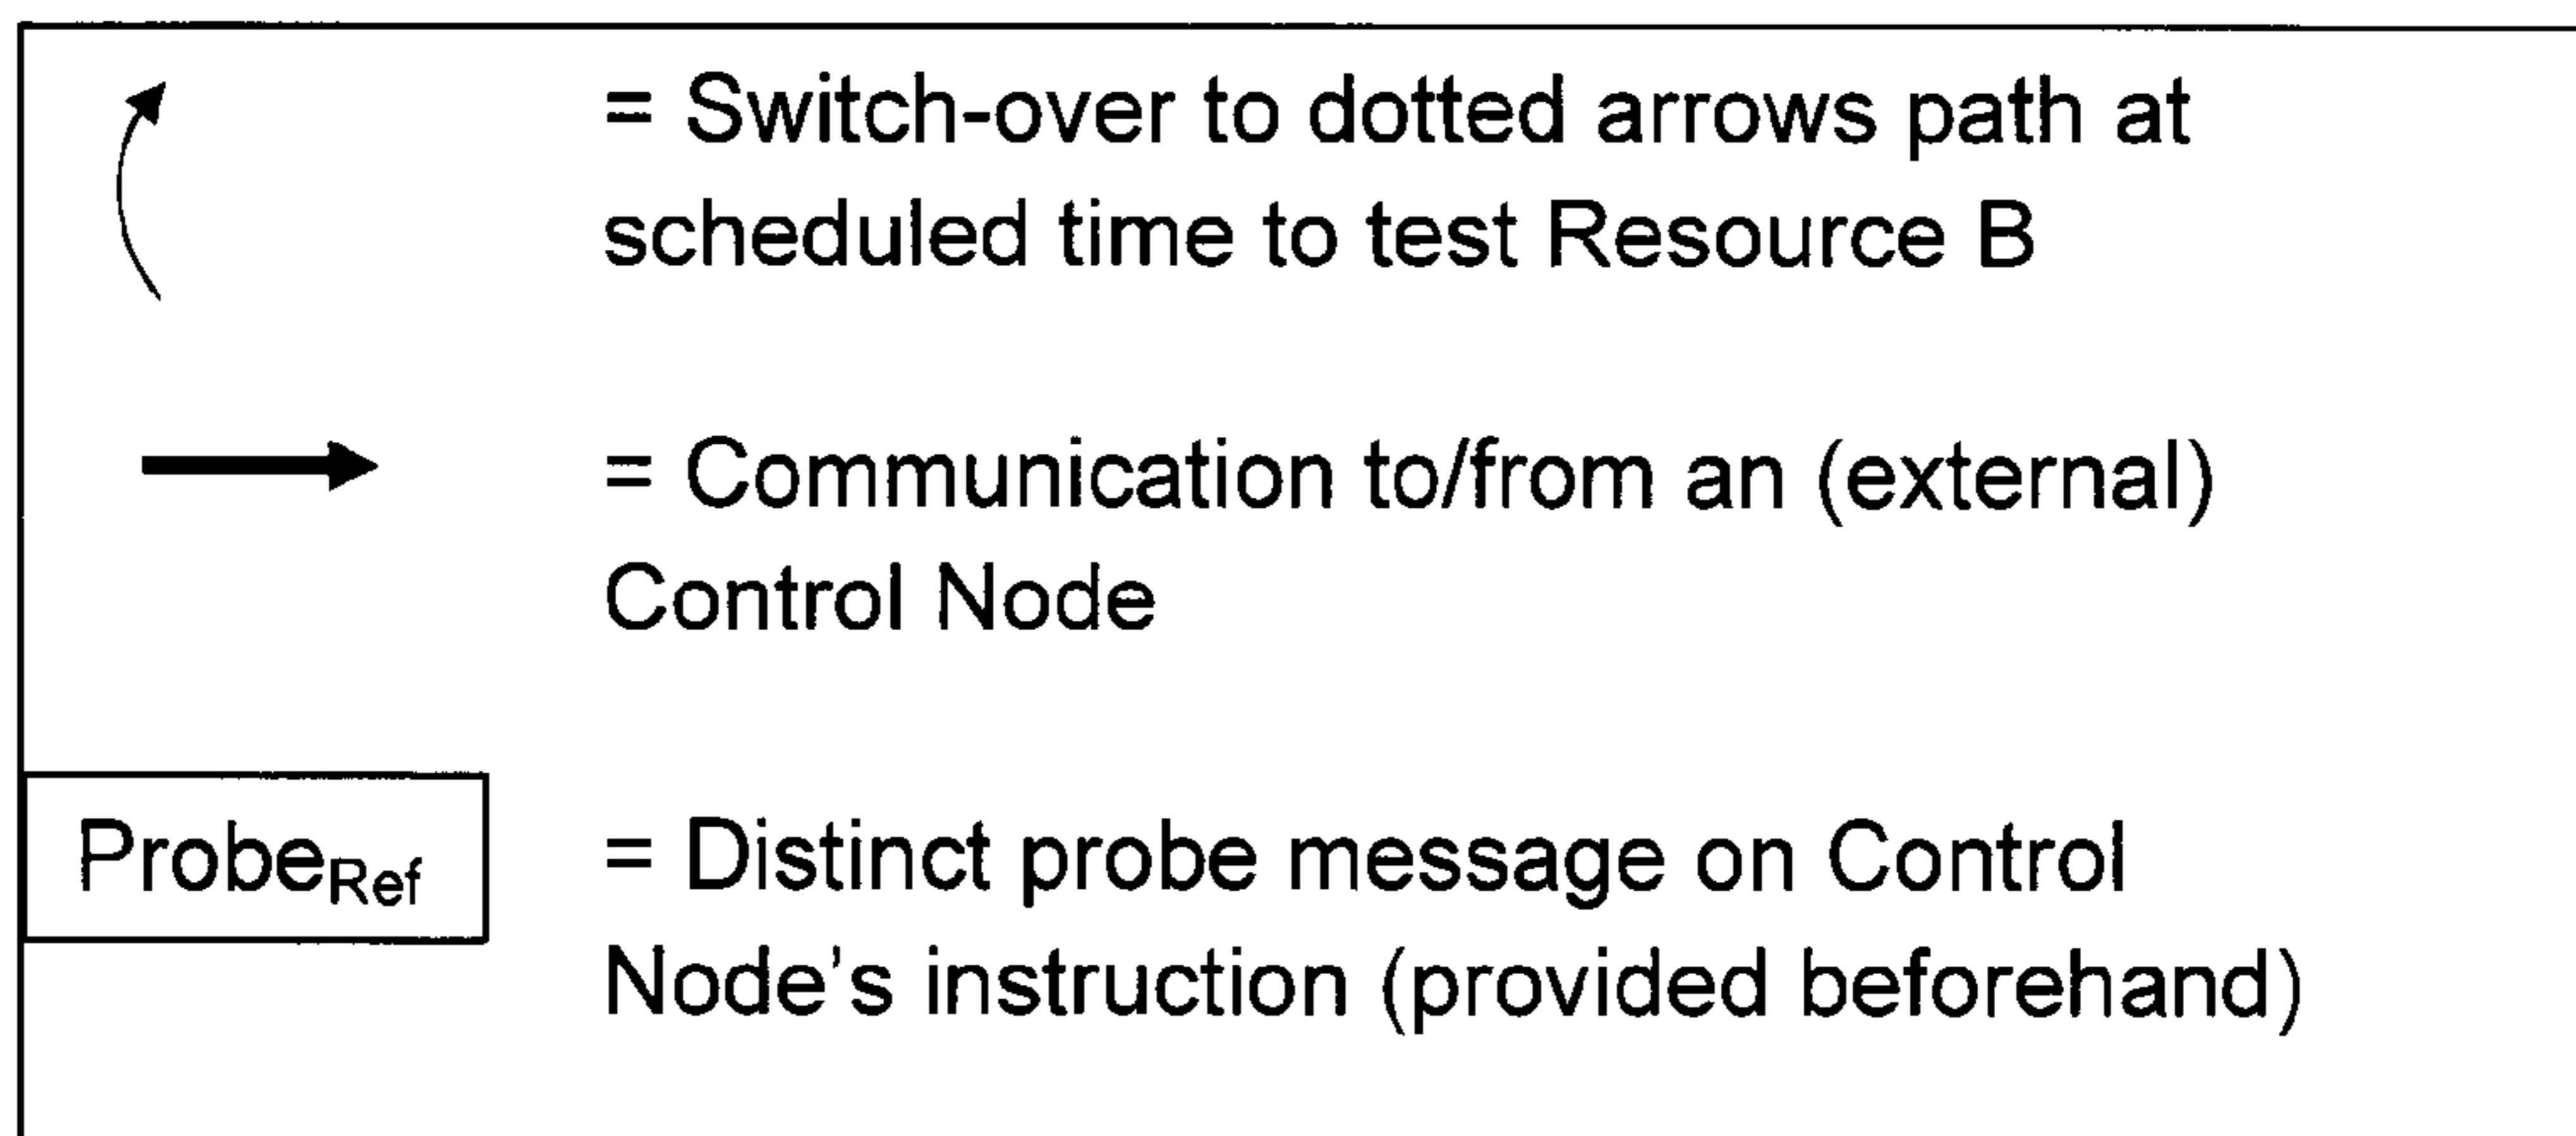 = Switch-over to dotted arrows path at
scheduled time to test Resource B
= Communication to/from an (external)
Control Node
ProbeRef = Distinct probe message on Control
Node's instruction (provided beforehand)